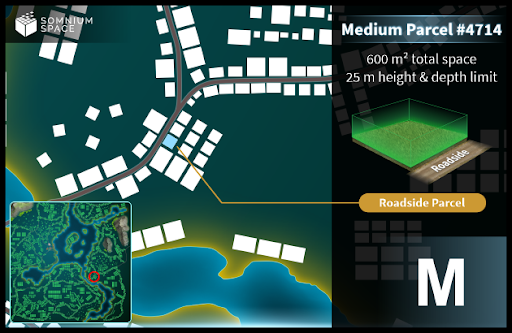 SOMNIUM
SPACE
Medium Parcel #4714
600 m² total space
25 m height & depth limit
Roadside
Roadside Parcel
M